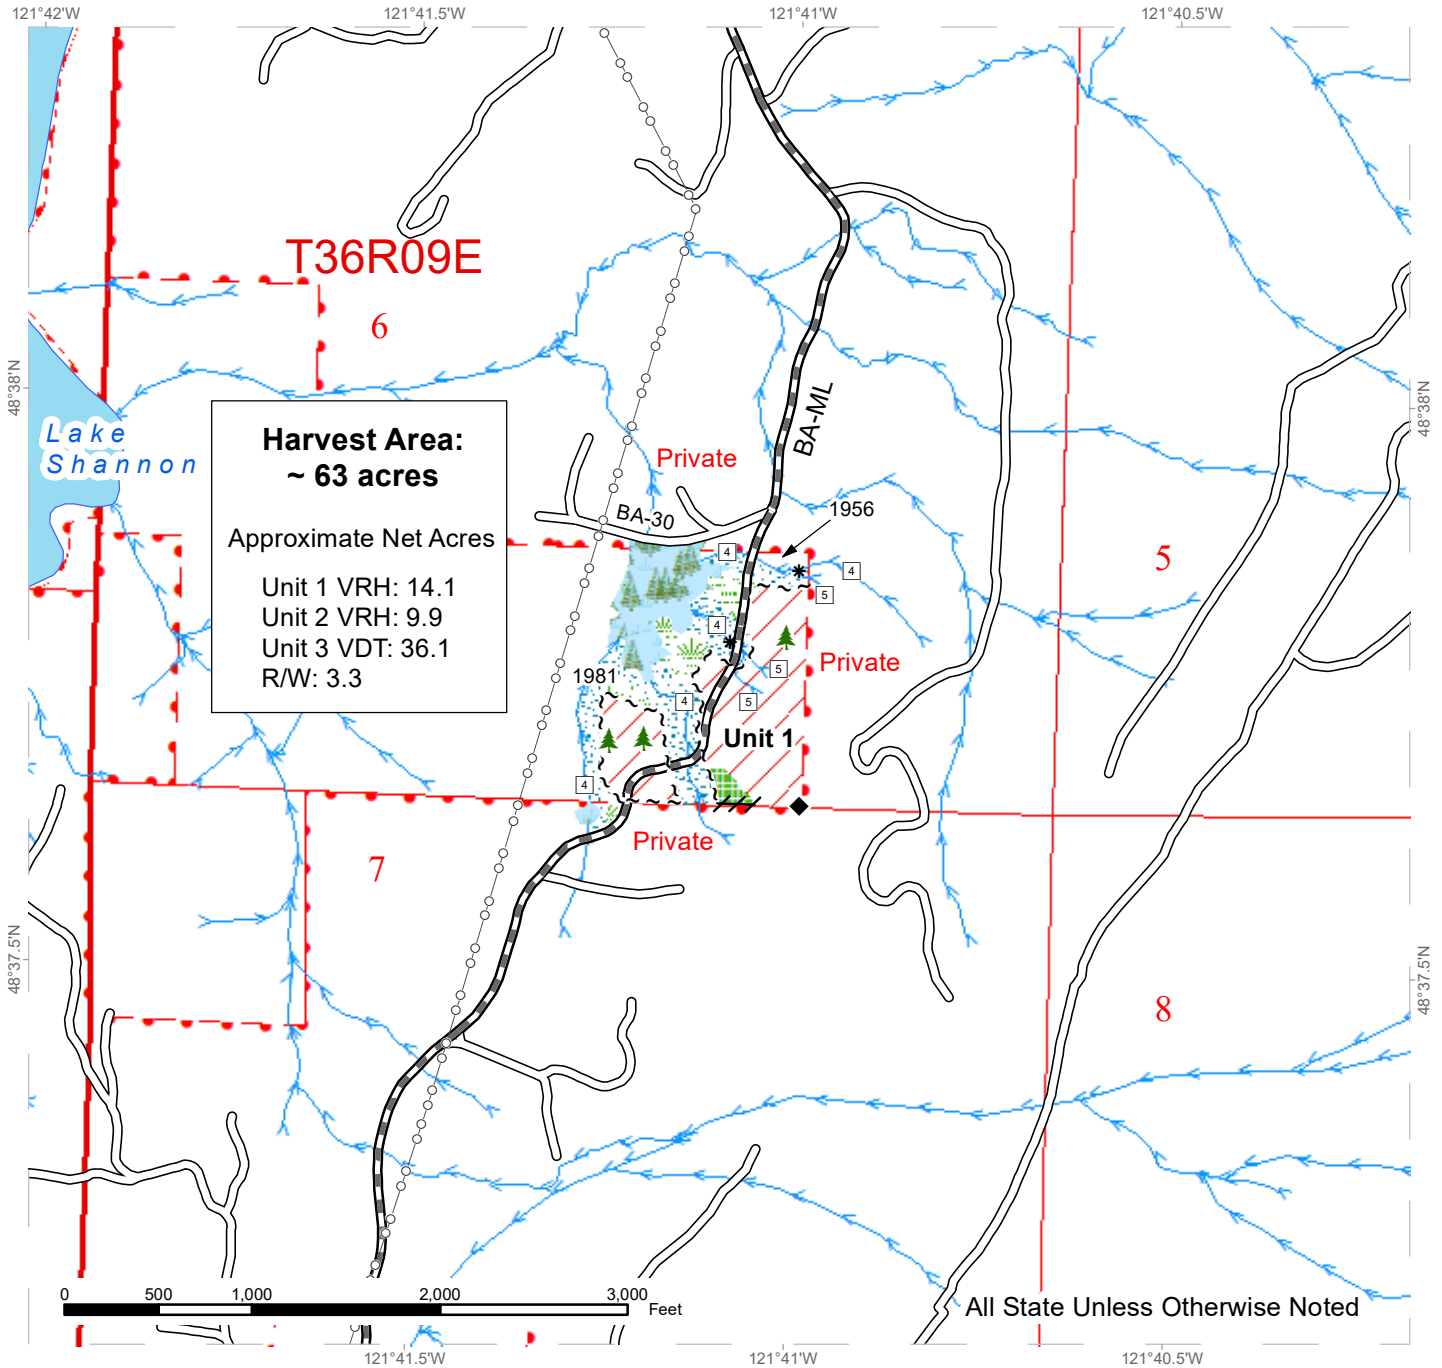 121°42'W
121°41.5'W
121°41'W
121°40.5'W
T36R09E
6
48°38'N
48°38'N
Lake
Shannon
Harvest Area:
~ 63 acres
Approximate Net Acres
Unit 1 VRH: 14.1
Unit 2 VRH: 9.9
Unit 3 VDT: 36.1
R/W: 3.3
BA-ML
Private
BA-30
1956
4
4
5
5
4
Private
5
1981
4
5
Unit 1
4
Private
7
48°37.5'N
48°37.5'N
8
0 500 1,000 2,000 3,000
Feet
All State Unless Otherwise Noted
121°41.5'W
121°41'W
121°40.5'W